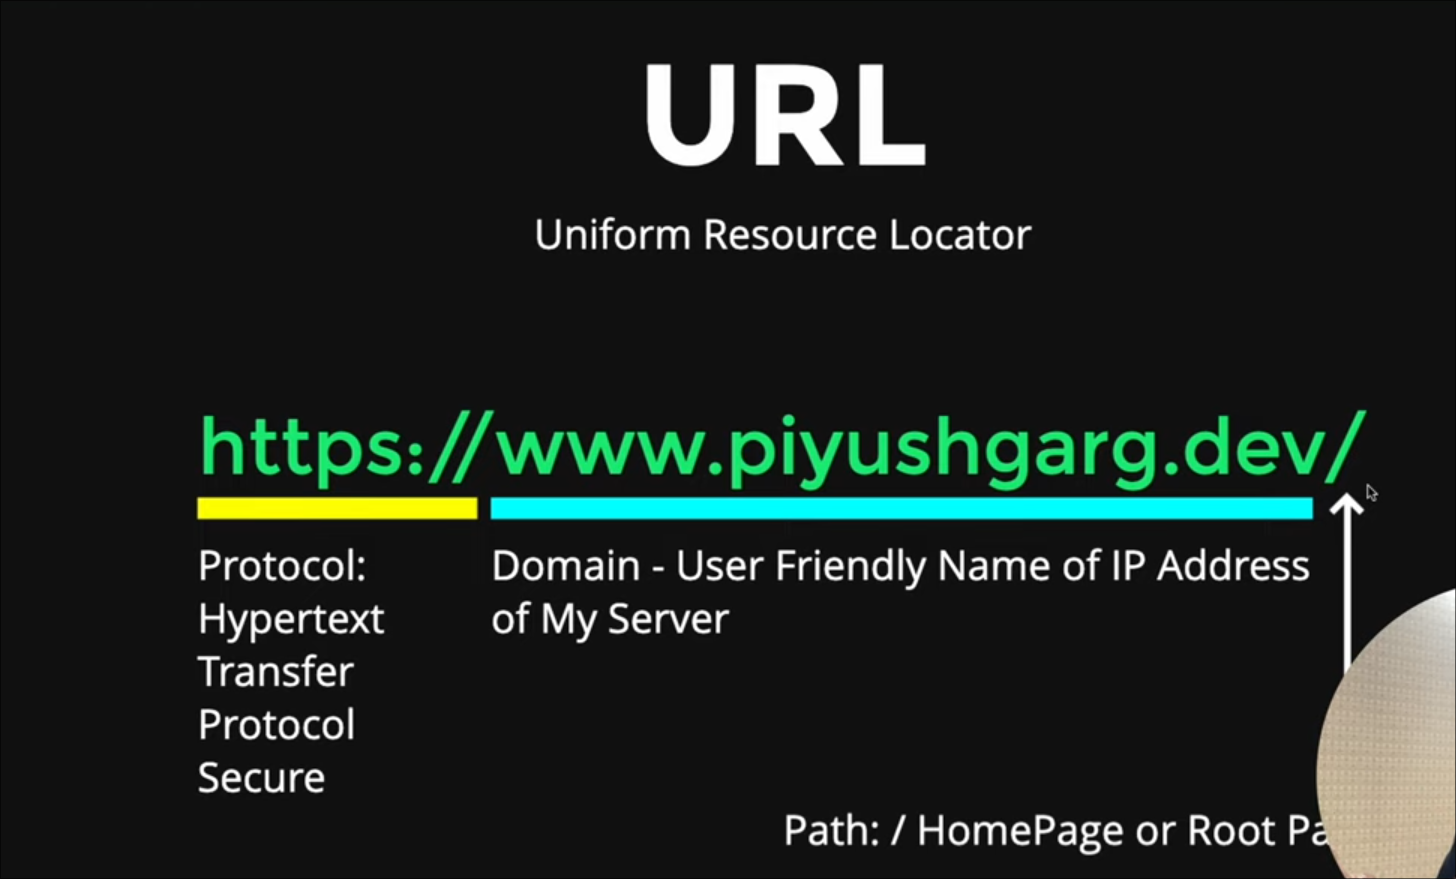 URL
Uniform Resource Locator
https://www.piyushgarg.dev/
Protocol:
Hypertext
Transfer
Protocol
Secure
Domain - User Friendly Name of IP Address
of My Server
Path: / HomePage or Root